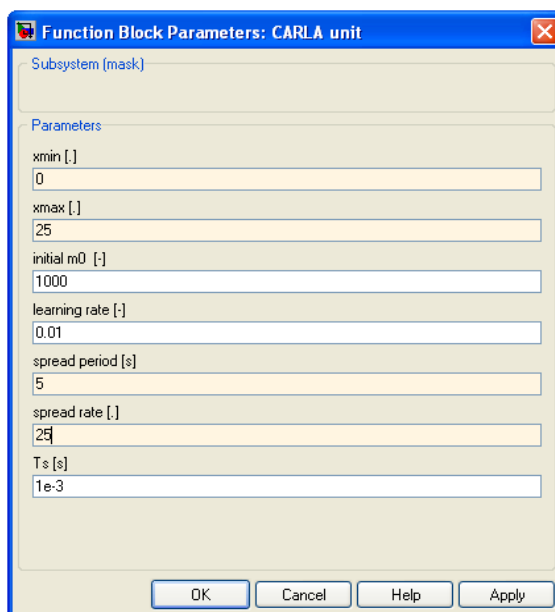 Function Block Parameters: CARLA unit
Subsystem (mask)
Parameters
xmin [.]
0
xmax [.]
25
initial m0 [-]
1000
learning rate [-]
0.01
spread period [s]
5
spread rate [.]
25
Ts [s]
1e-3
OK Cancel Help Apply